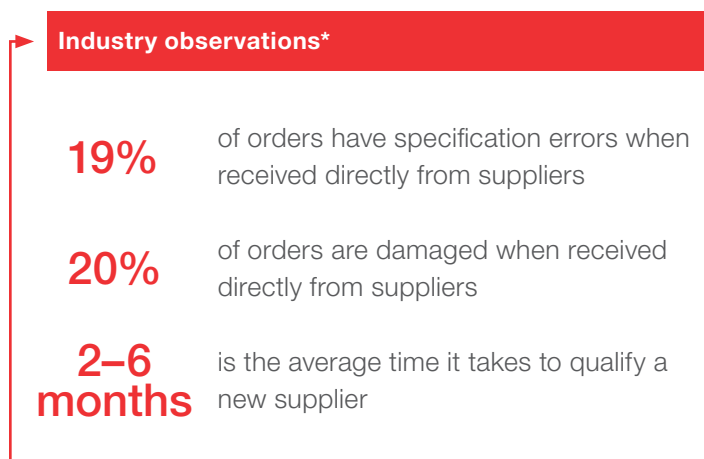 Industry observations*
19%
of orders have specification errors when
received directly from suppliers
20%
of orders are damaged when received
directly from suppliers
2–6
months
is the average time it takes to qualify a
new supplier